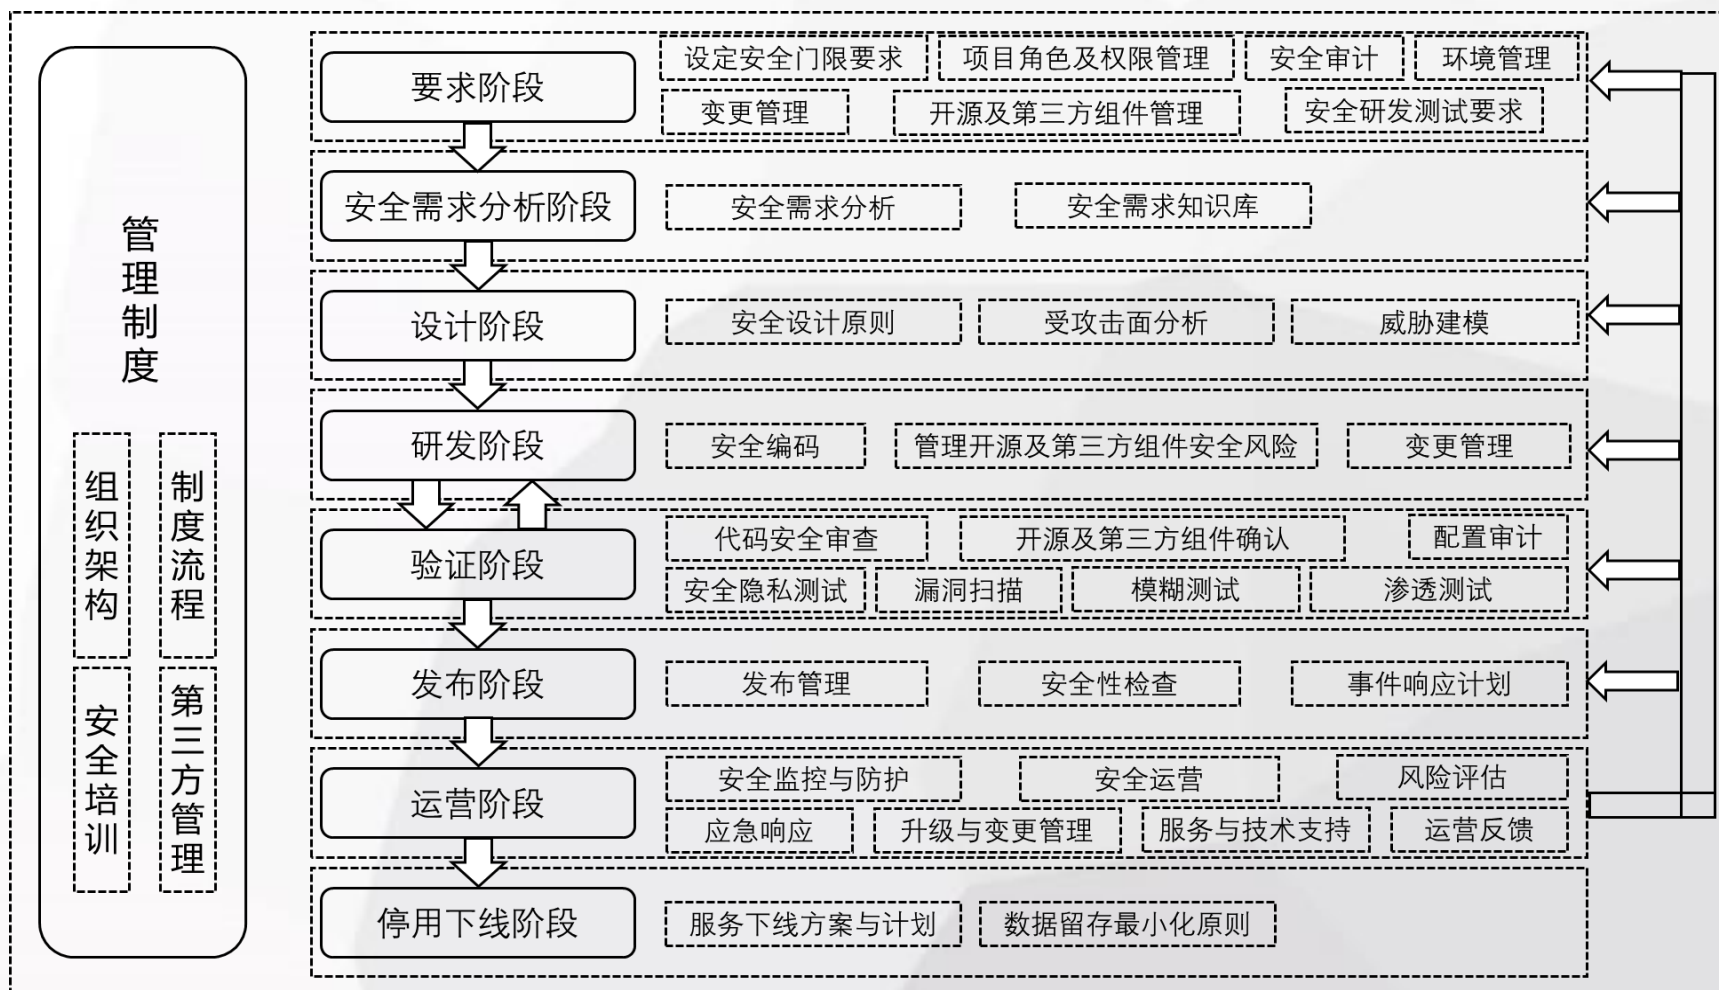 管理制度
组织架构
制度流程
安全培训
第三方管理
要求阶段
设定安全门限要求
项目角色及权限管理
安全审计
环境管理
变更管理
开源及第三方组件管理
安全研发测试要求
安全需求分析阶段
安全需求分析
安全需求知识库
设计阶段
安全设计原则
受攻击面分析
威胁建模
研发阶段
安全编码
管理开源及第三方组件安全风险
变更管理
验证阶段
代码安全审查
开源及第三方组件确认
配置审计
安全隐私测试
漏洞扫描
模糊测试
渗透测试
发布阶段
发布管理
安全性检查
事件响应计划
运营阶段
安全监控与防护
安全运营
风险评估
应急响应
升级与变更管理
服务与技术支持
运营反馈
停用下线阶段
服务下线方案与计划
数据留存最小化原则